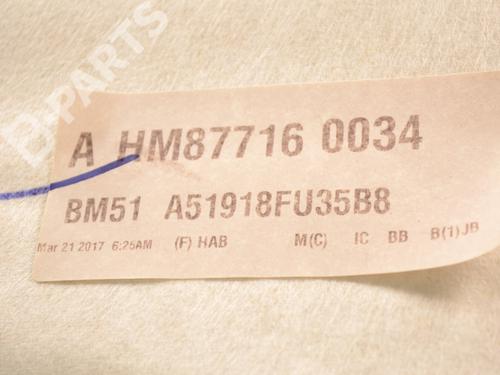 B-PARTS
A HM87716 0034
BM51 A51918FU35B8
Mar 21 2017 6:25AM (F) HAB M(C) IC BB B(1)JB